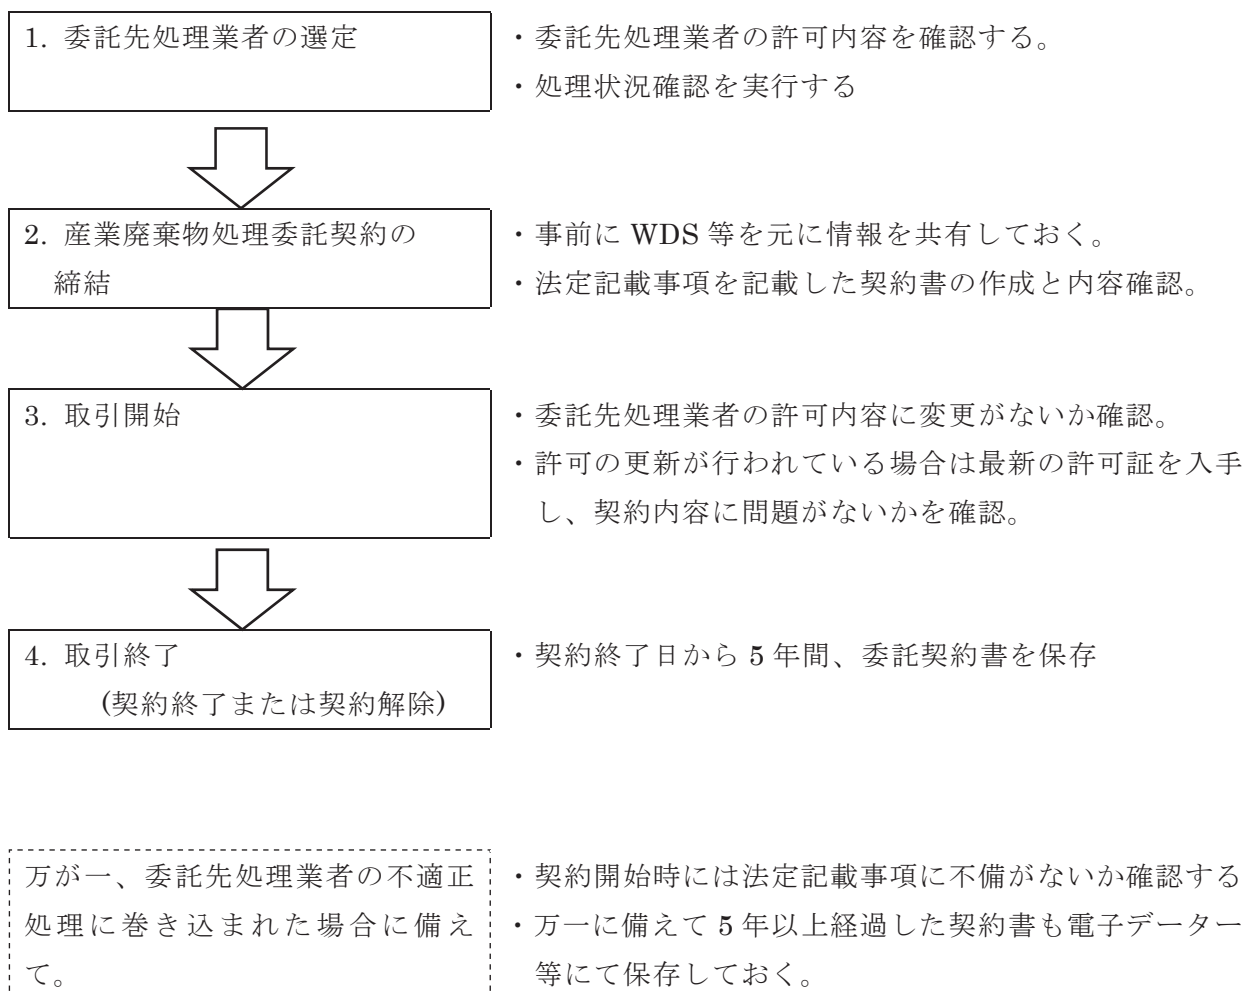 1. 委託先処理業者の選定
・委託先処理業者の許可内容を確認する。
・処理状況確認を実行する
2. 産業廃棄物処理委託契約の
締結
・事前に WDS 等を元に情報を共有しておく。
・法定記載事項を記載した契約書の作成と内容確認。
3. 取引開始
・委託先処理業者の許可内容に変更がないか確認。
・許可の更新が行われている場合は最新の許可証を入手
し、契約内容に問題がないかを確認。
4. 取引終了
(契約終了または契約解除)
・契約終了日から 5 年間、委託契約書を保存
万が一、委託先処理業者の不適正
処理に巻き込まれた場合に備え
て。
・契約開始時には法定記載事項に不備がないか確認する
・万一に備えて 5 年以上経過した契約書も電子データー
等にて保存しておく。